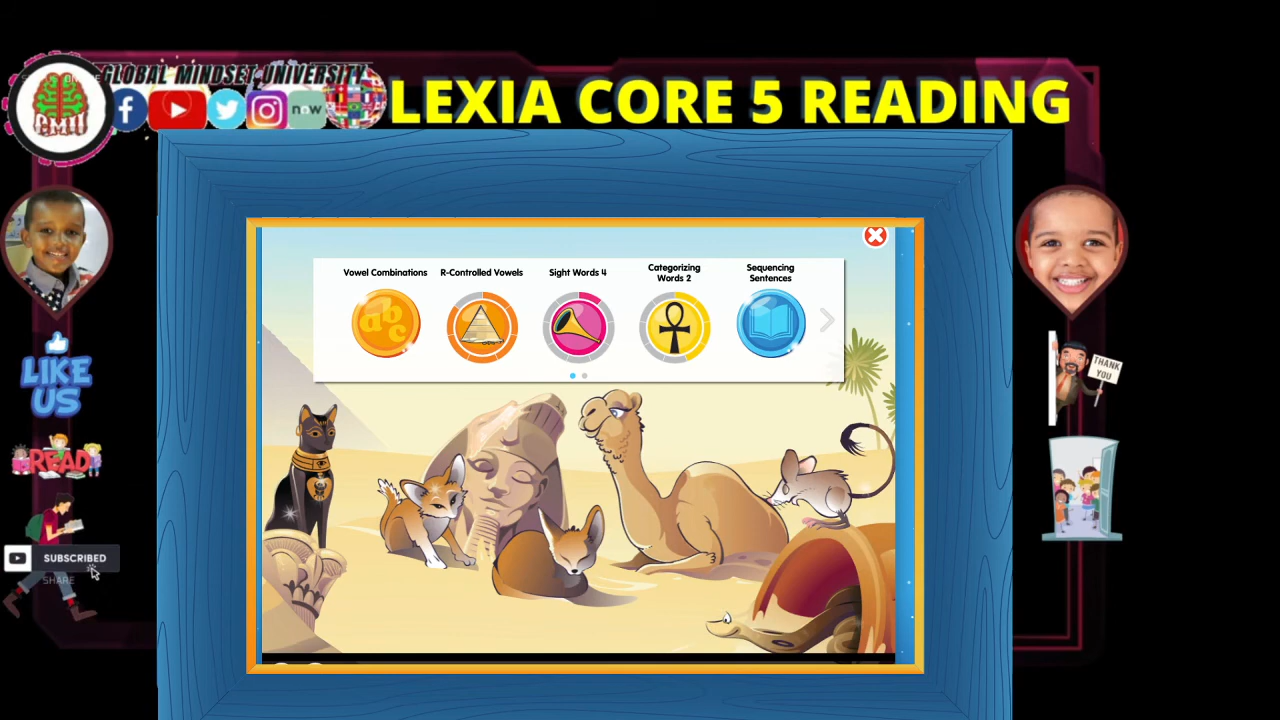 GLOBAL MINDSET UNIVERSITY
GMU
now
LEXIA CORE 5 READING
Vowel Combinations
R-Controlled Vowels
Sight Words 4
Categorizing
Words 2
Sequencing
Sentences
abc
LIKE
US
READ
SUBSCRIBED
SHARE
THANK
YOU